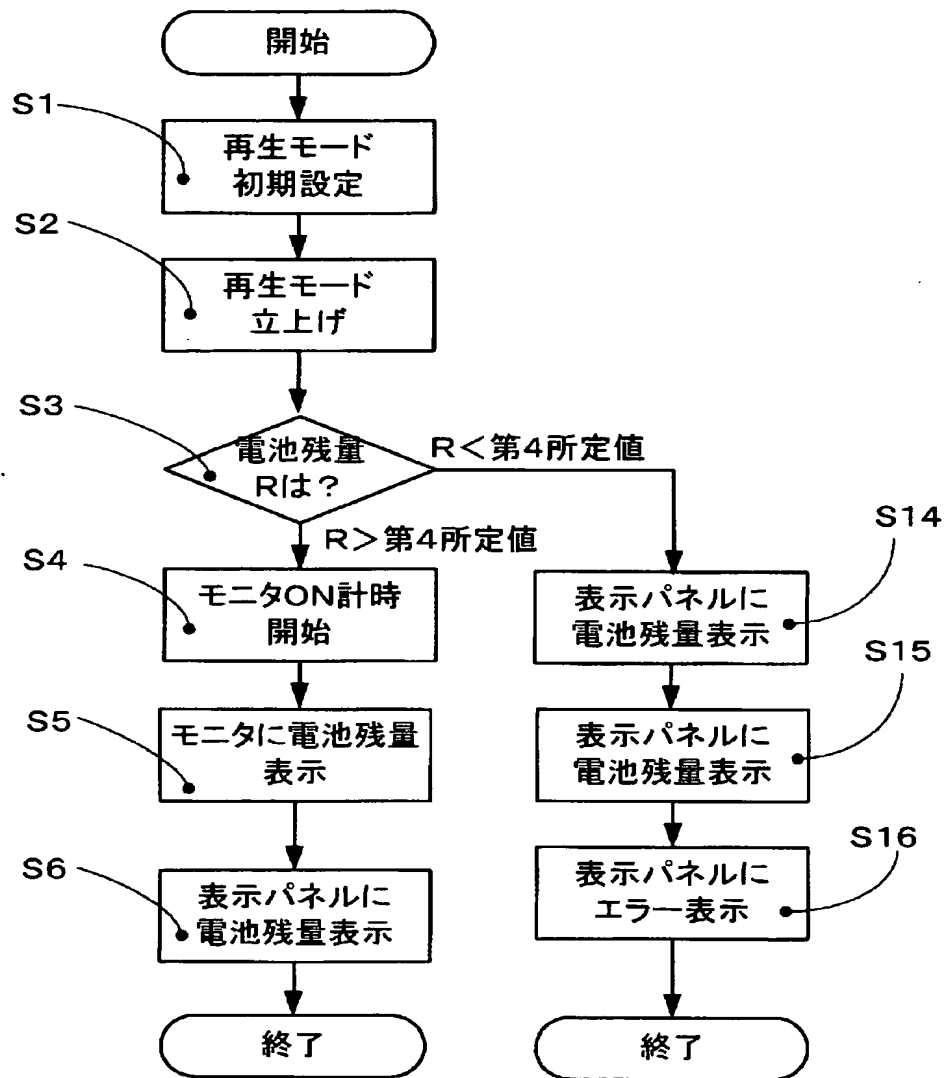 開始
S1
再生モード
初期設定
S2
再生モード
立上げ
S3
電池残量
Rは？
R＜第4所定値
R＞第4所定値
S4
モニタON計時
開始
S5
モニタに電池残量
表示
S6
表示パネルに
電池残量表示
終了
S14
表示パネルに
電池残量表示
S15
表示パネルに
電池残量表示
S16
表示パネルに
エラー表示
終了